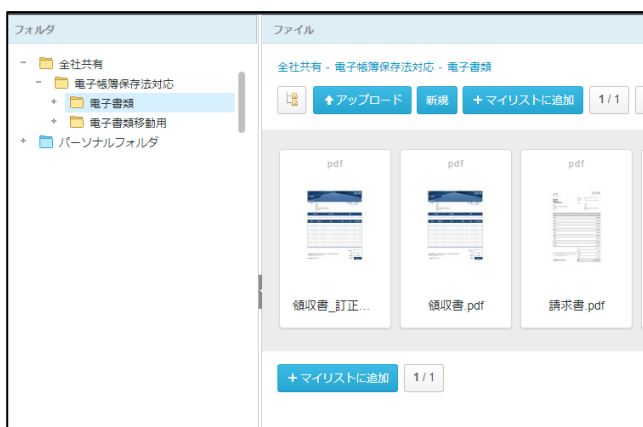 フォルダ
全社共有
電子帳簿保存法対応
電子書類
電子書類移動用
パーソナルフォルダ
ファイル
全社共有 - 電子帳簿保存法対応 - 電子書類
アップロード 新規 +マイリストに追加 1 / 1
pdf pdf pdf
領収書_訂正... 領収書.pdf 請求書.pdf
+マイリストに追加 1 / 1